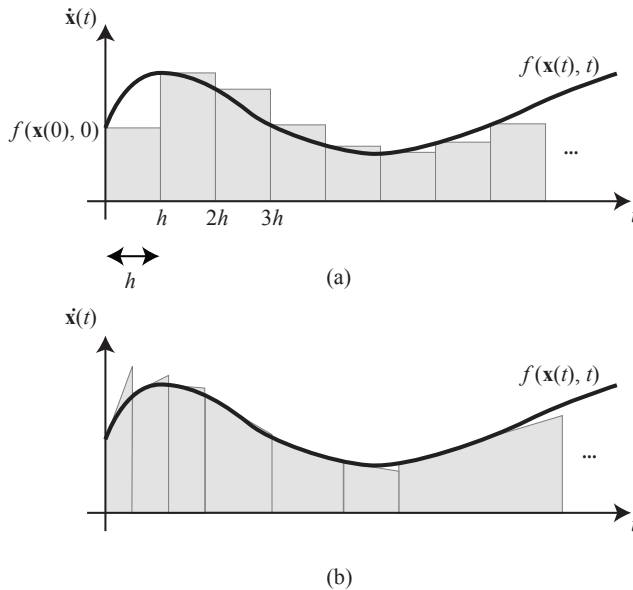 ẋ(t)
f(x(t), t)
f(x(0), 0)
...
h 2h 3h
t
h
(a)
ẋ(t)
f(x(t), t)
...
t
(b)